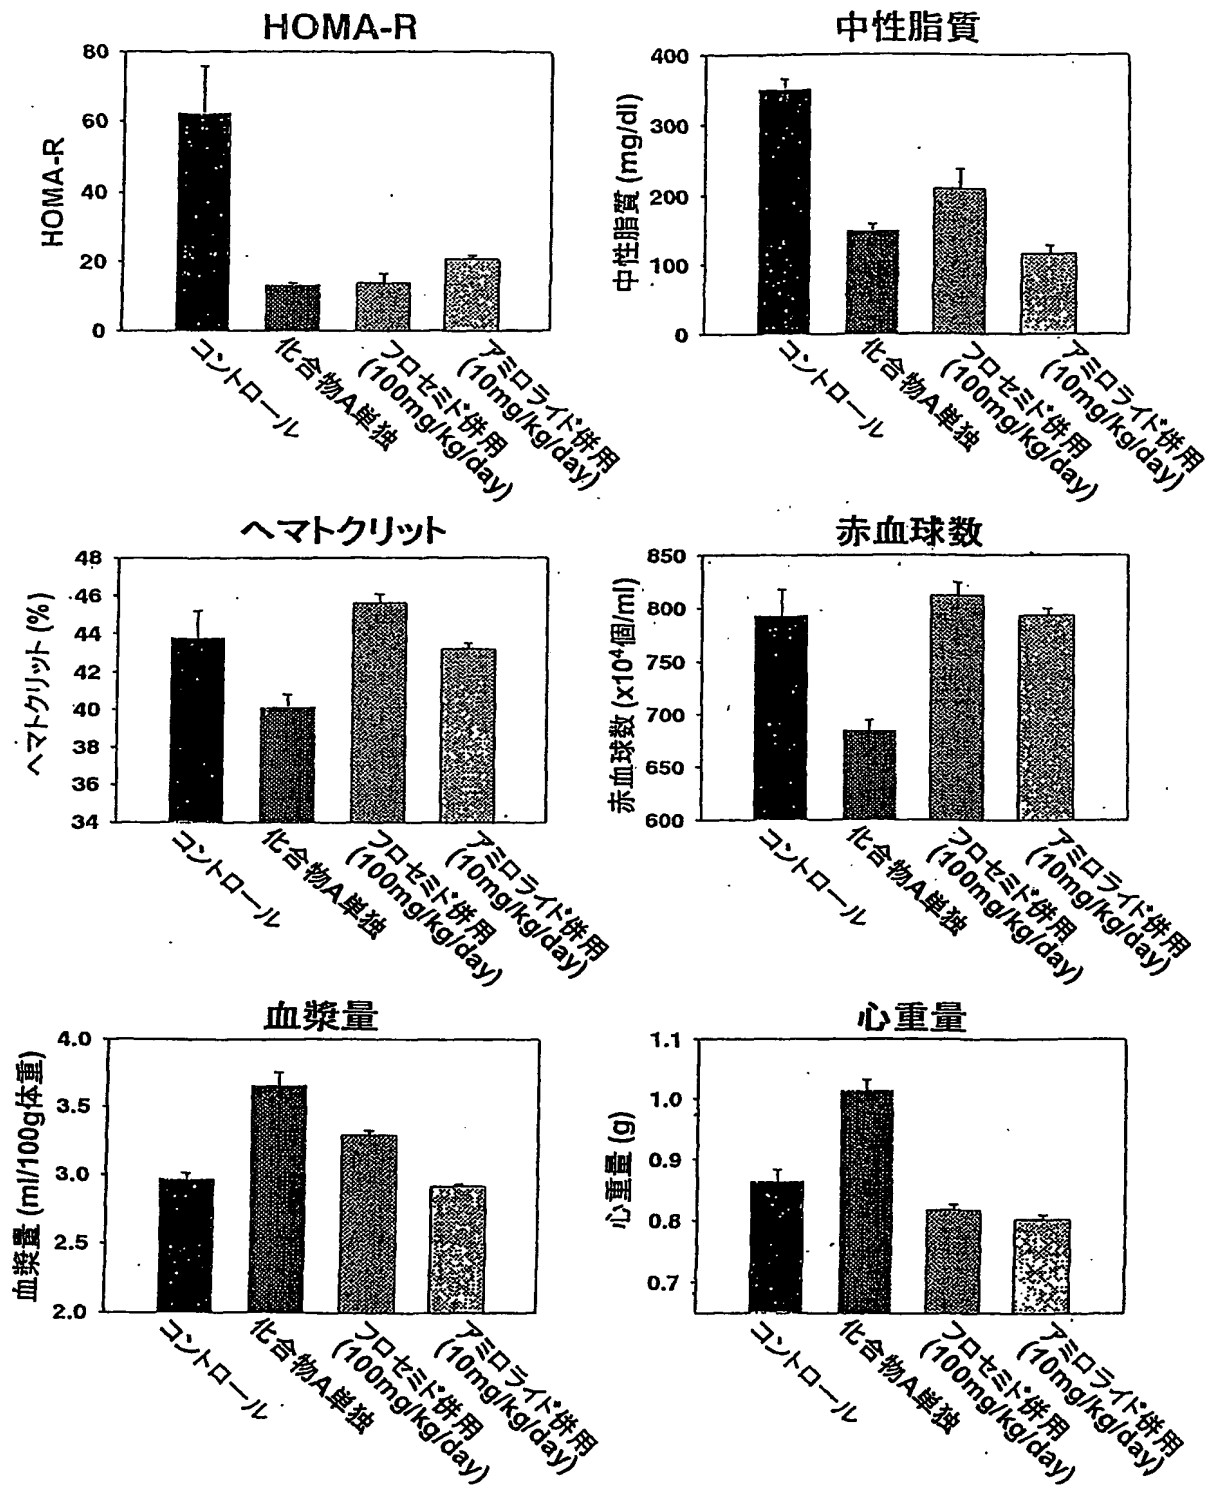 HOMA-R
80
60
40
20
0
HOMA-R
コントロール
化合物A単独
フロセミド併用
(100mg/kg/day)
アミロライド併用
(10mg/kg/day)
中性脂質
400
300
200
100
0
中性脂質 (mg/dl)
コントロール
化合物A単独
フロセミド併用
(100mg/kg/day)
アミロライド併用
(10mg/kg/day)
ヘマトクリット
48
46
44
42
40
38
36
34
ヘマトクリット (%)
コントロール
化合物A単独
フロセミド併用
(100mg/kg/day)
アミロライド併用
(10mg/kg/day)
赤血球数
850
800
750
700
650
600
赤血球数 (x10⁴個/ml)
コントロール
化合物A単独
フロセミド併用
(100mg/kg/day)
アミロライド併用
(10mg/kg/day)
血漿量
4.0
3.5
3.0
2.5
2.0
血漿量 (ml/100g体重)
コントロール
化合物A単独
フロセミド併用
(100mg/kg/day)
アミロライド併用
(10mg/kg/day)
心重量
1.1
1.0
0.9
0.8
0.7
心重量 (g)
コントロール
化合物A単独
フロセミド併用
(100mg/kg/day)
アミロライド併用
(10mg/kg/day)